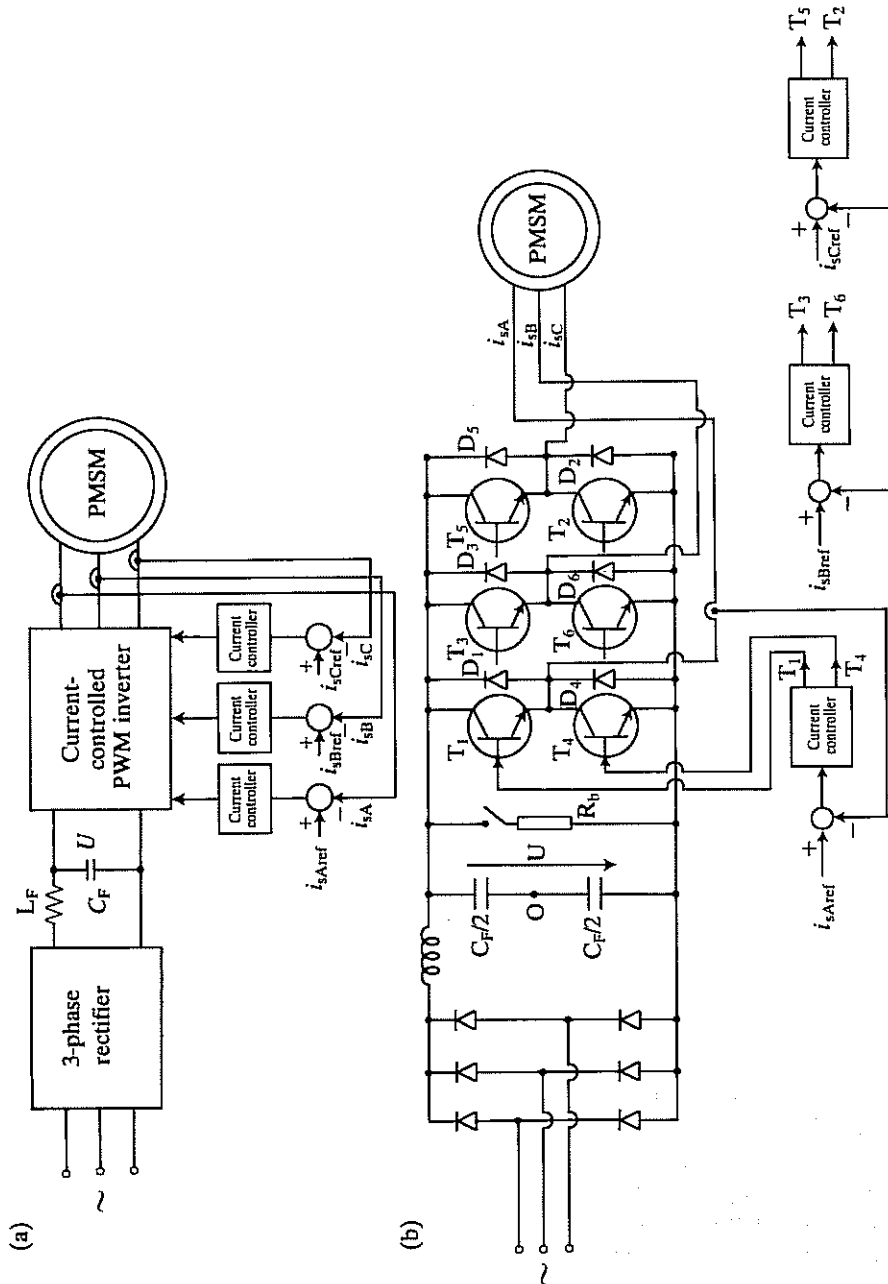 (a)
3-phase
rectifier
~
L_F
C_F
U
Current-
controlled
PWM inverter
PMSM
Current
controller
Current
controller
Current
controller
+
−
i_sAref
i_sA
+
−
i_sBref
i_sB
+
−
i_sCref
i_sC
(b)
~
C_F/2
O
C_F/2
U
R_b
T_1
D_1
T_3
D_3
T_5
D_5
T_4
D_4
T_6
D_6
T_2
D_2
i_sA
i_sB
i_sC
PMSM
i_sAref
+
−
Current
controller
T_1
T_4
i_sBref
+
−
Current
controller
T_3
T_6
i_sCref
+
−
Current
controller
T_5
T_2